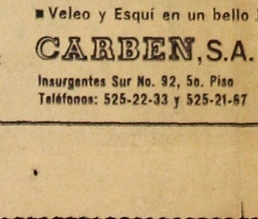 ■ Veleo y Esquí en un bello
CARBEN, S.A.
Insurgentes Sur No. 92, 5o. Piso
Teléfonos: 525-22-33 y 525-21-67